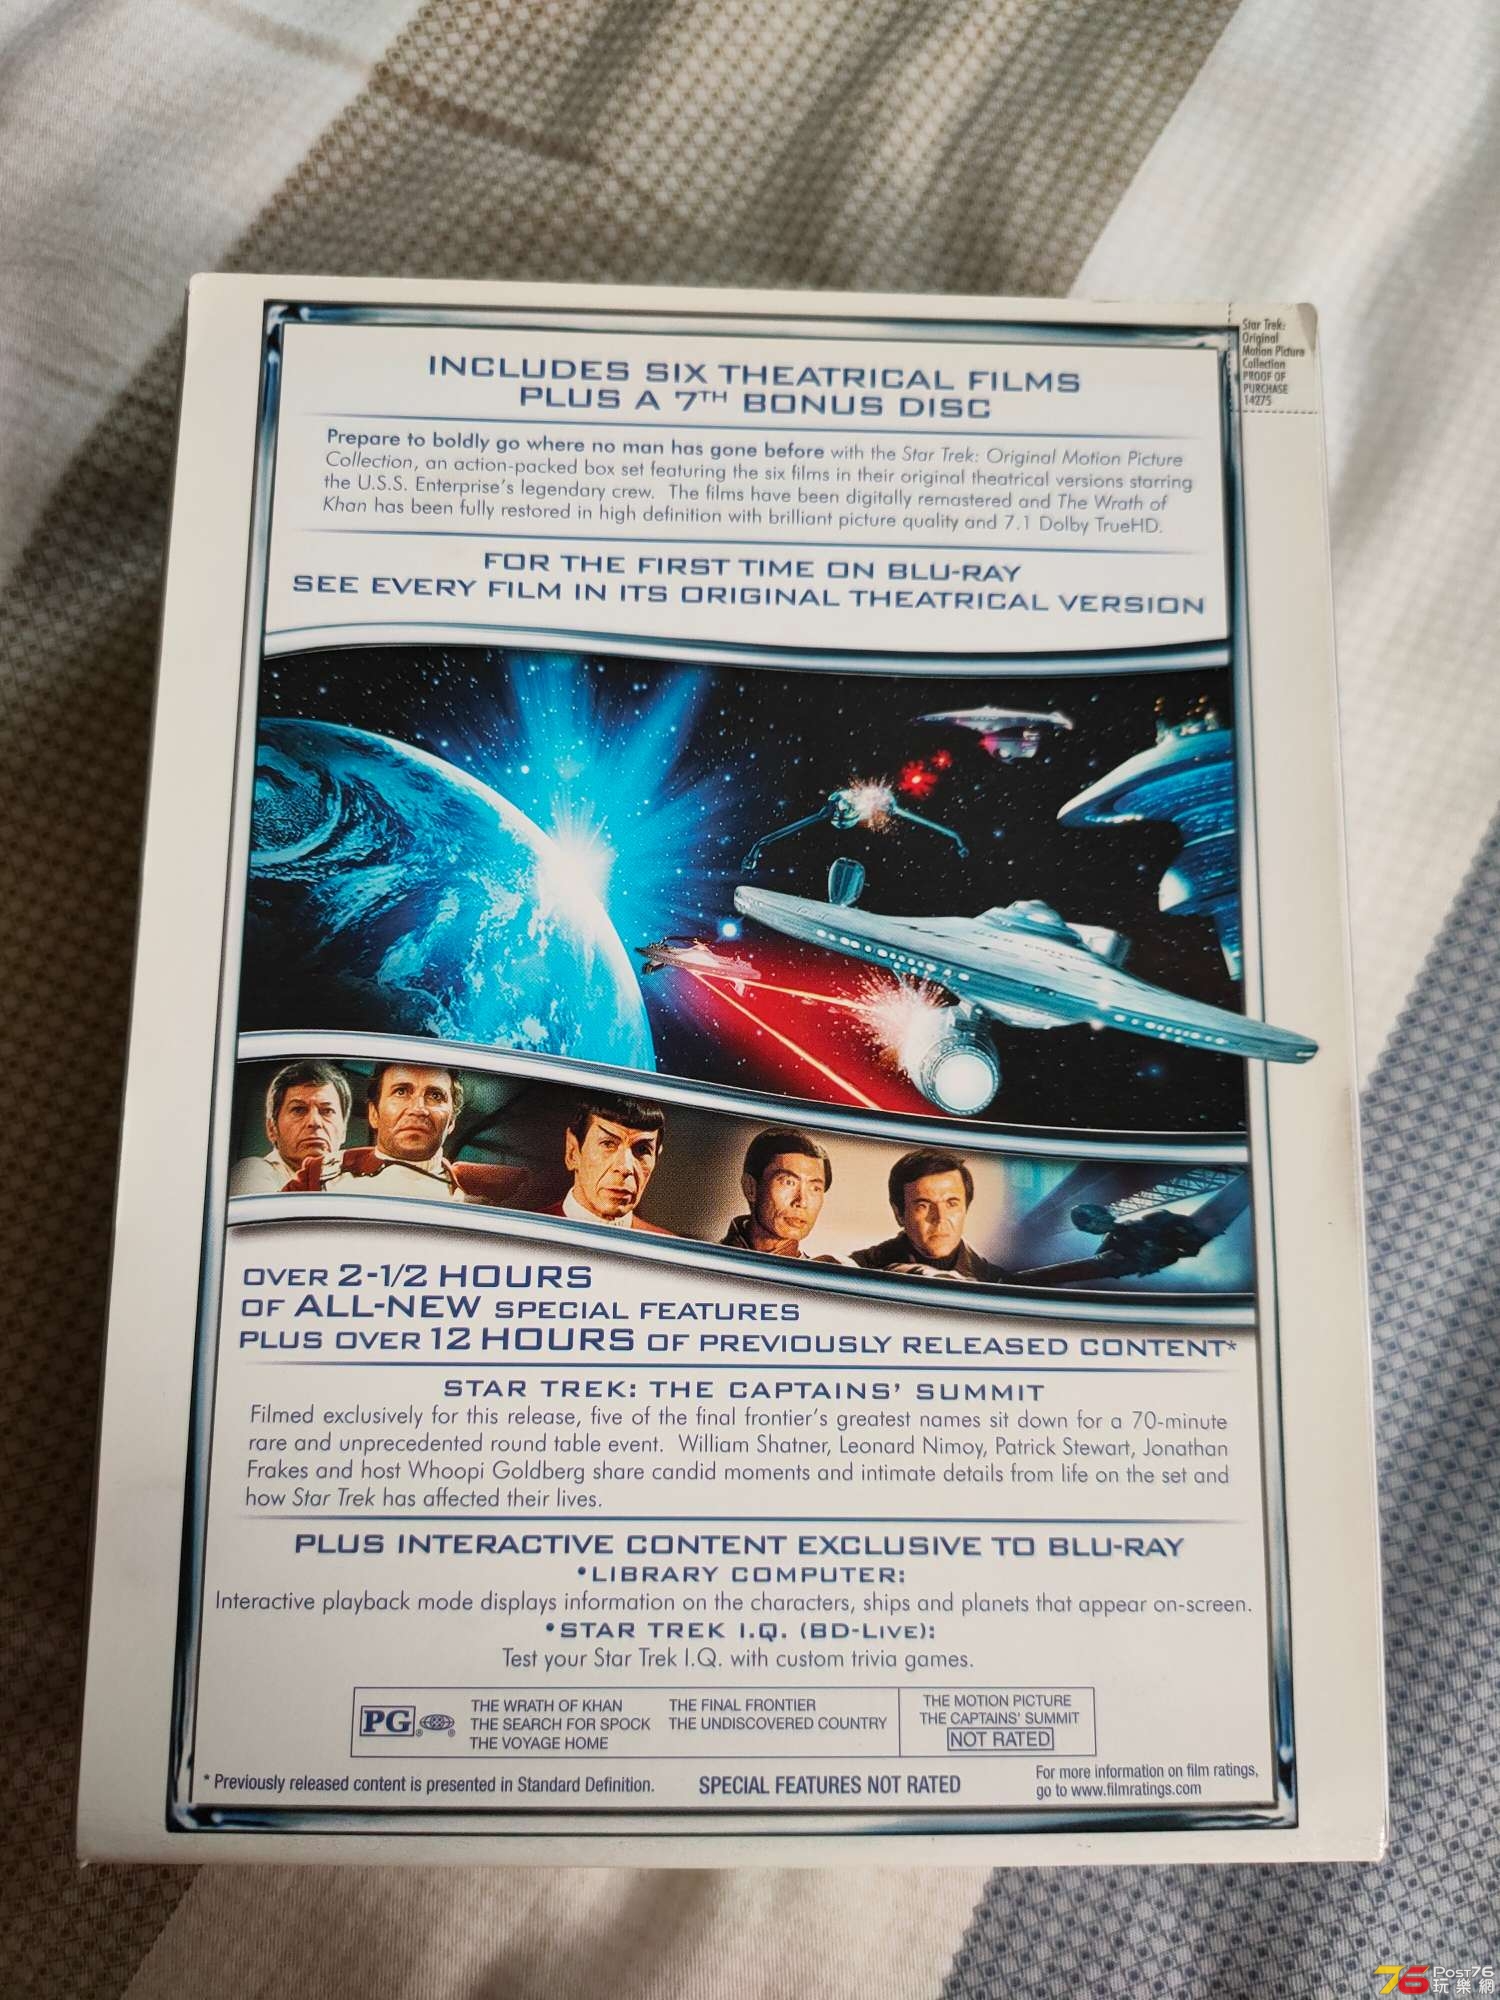 Star Trek:
Original
Motion Picture
Collection
PROOF OF
PURCHASE
14275
INCLUDES SIX THEATRICAL FILMS
PLUS A 7TH BONUS DISC
Prepare to boldly go where no man has gone before with the Star Trek: Original Motion Picture
Collection, an action-packed box set featuring the six films in their original theatrical versions starring
the U.S.S. Enterprise's legendary crew. The films have been digitally remastered and The Wrath of
Khan has been fully restored in high definition with brilliant picture quality and 7.1 Dolby TrueHD.
FOR THE FIRST TIME ON BLU-RAY
SEE EVERY FILM IN ITS ORIGINAL THEATRICAL VERSION
OVER 2-1/2 HOURS
OF ALL-NEW SPECIAL FEATURES
PLUS OVER 12 HOURS OF PREVIOUSLY RELEASED CONTENT*
STAR TREK: THE CAPTAINS' SUMMIT
Filmed exclusively for this release, five of the final frontier's greatest names sit down for a 70-minute
rare and unprecedented round table event. William Shatner, Leonard Nimoy, Patrick Stewart, Jonathan
Frakes and host Whoopi Goldberg share candid moments and intimate details from life on the set and
how Star Trek has affected their lives.
PLUS INTERACTIVE CONTENT EXCLUSIVE TO BLU-RAY
•LIBRARY COMPUTER:
Interactive playback mode displays information on the characters, ships and planets that appear on-screen.
•STAR TREK I.Q. (BD-LIVE):
Test your Star Trek I.Q. with custom trivia games.
PG ® ®
THE WRATH OF KHAN
THE SEARCH FOR SPOCK
THE VOYAGE HOME
THE FINAL FRONTIER
THE UNDISCOVERED COUNTRY
THE MOTION PICTURE
THE CAPTAINS' SUMMIT
NOT RATED
* Previously released content is presented in Standard Definition.
SPECIAL FEATURES NOT RATED
For more information on film ratings,
go to www.filmratings.com
76 POST76
玩樂網